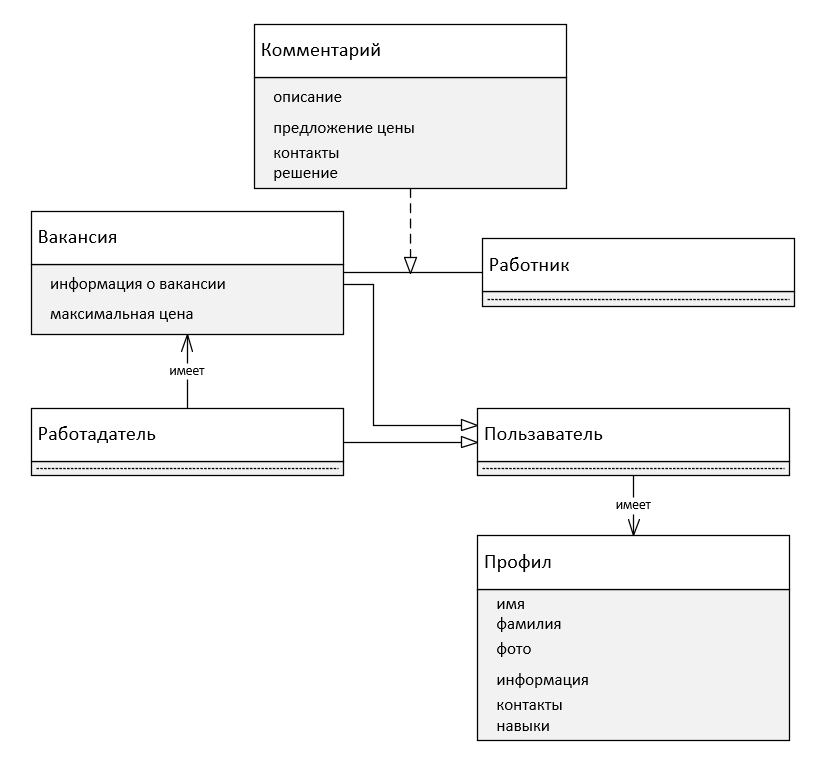 Комментарий
описание
предложение цены
контакты
решение
Вакансия
информация о вакансии
максимальная цена
Работник
имеет
Работадатель
Пользаватель
имеет
Профил
имя
фамилия
фото
информация
контакты
навыки